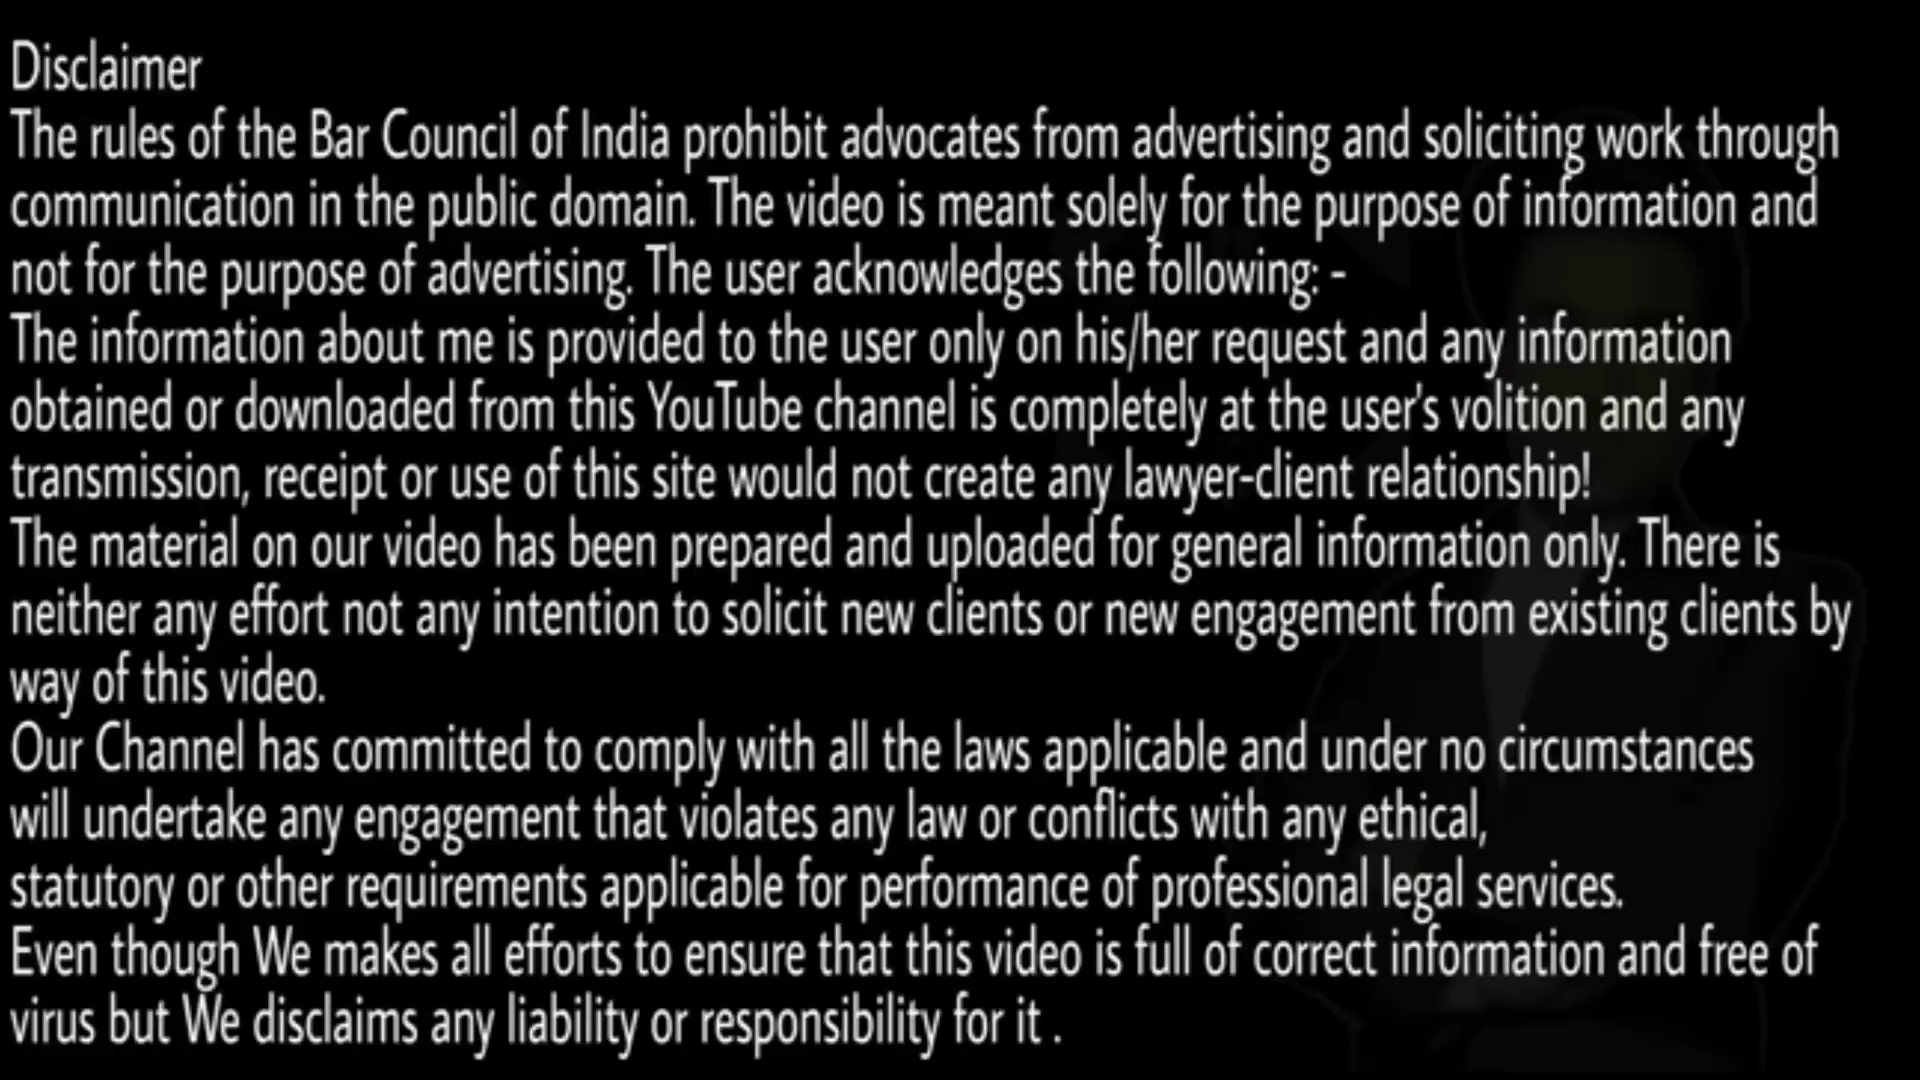 Disclaimer
The rules of the Bar Council of India prohibit advocates from advertising and soliciting work through
communication in the public domain. The video is meant solely for the purpose of information and
not for the purpose of advertising. The user acknowledges the following: -
The information about me is provided to the user only on his/her request and any information
obtained or downloaded from this YouTube channel is completely at the user's volition and any
transmission, receipt or use of this site would not create any lawyer-client relationship!
The material on our video has been prepared and uploaded for general information only. There is
neither any effort not any intention to solicit new clients or new engagement from existing clients by
way of this video.
Our Channel has committed to comply with all the laws applicable and under no circumstances
will undertake any engagement that violates any law or conflicts with any ethical,
statutory or other requirements applicable for performance of professional legal services.
Even though We makes all efforts to ensure that this video is full of correct information and free of
virus but We disclaims any liability or responsibility for it .